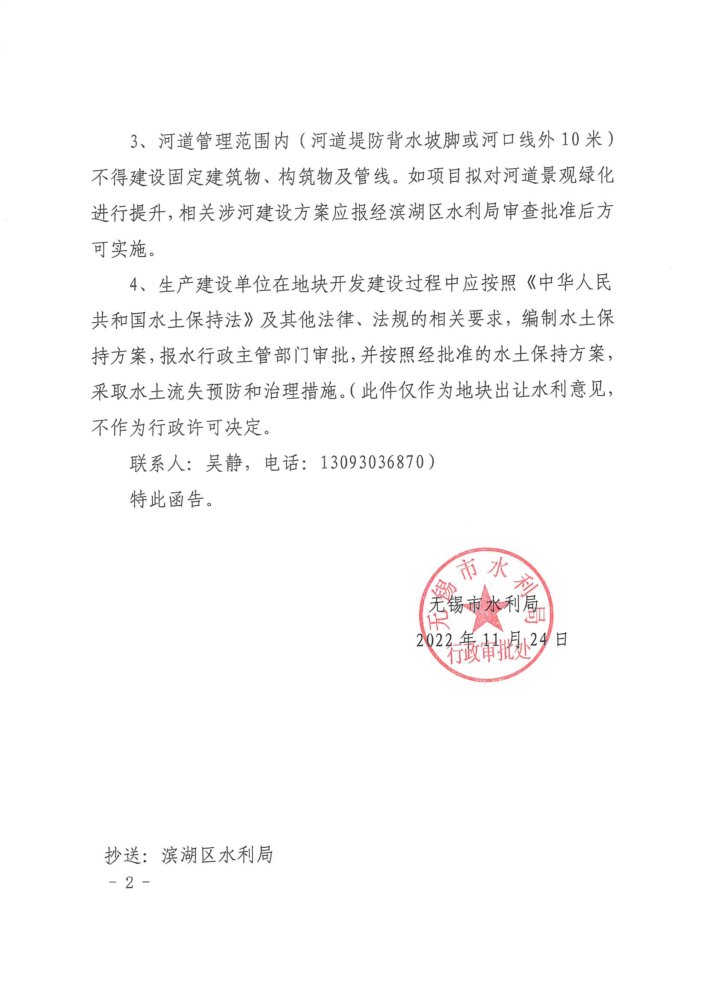 3、河道管理范围内（河道堤防背水坡脚或河口线外10米）
不得建设固定建筑物、构筑物及管线。如项目拟对河道景观绿化
进行提升，相关涉河建设方案应报经滨湖区水利局审查批准后方
可实施。
4、生产建设单位在地块开发建设过程中应按照《中华人民
共和国水土保持法》及其他法律、法规的相关要求，编制水土保
持方案，报水行政主管部门审批，并按照经批准的水土保持方案，
采取水土流失预防和治理措施。（此件仅作为地块出让水利意见，
不作为行政许可决定。
联系人：吴静，电话：13093036870）
特此函告。
无锡市水利局
无锡市水利局
2022年11月24日
行政审批处
抄送：滨湖区水利局
- 2 -